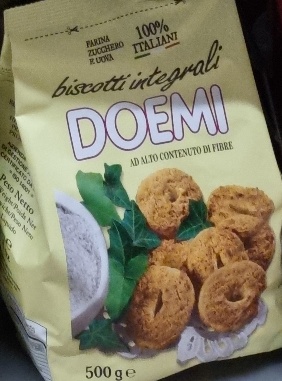 FARINA
ZUCCHERO
E UOVA
100%
ITALIANI
biscotti integrali
DOEMI
AD ALTO CONTENUTO DI FIBRE
Peso Netto
500 g e